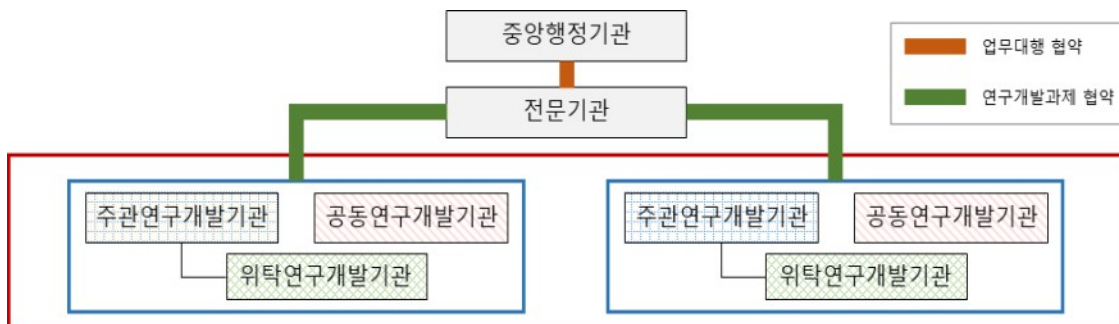 중앙행정기관
업무대행 협약
전문기관
연구개발과제 협약
주관연구개발기관
공동연구개발기관
위탁연구개발기관
주관연구개발기관
공동연구개발기관
위탁연구개발기관